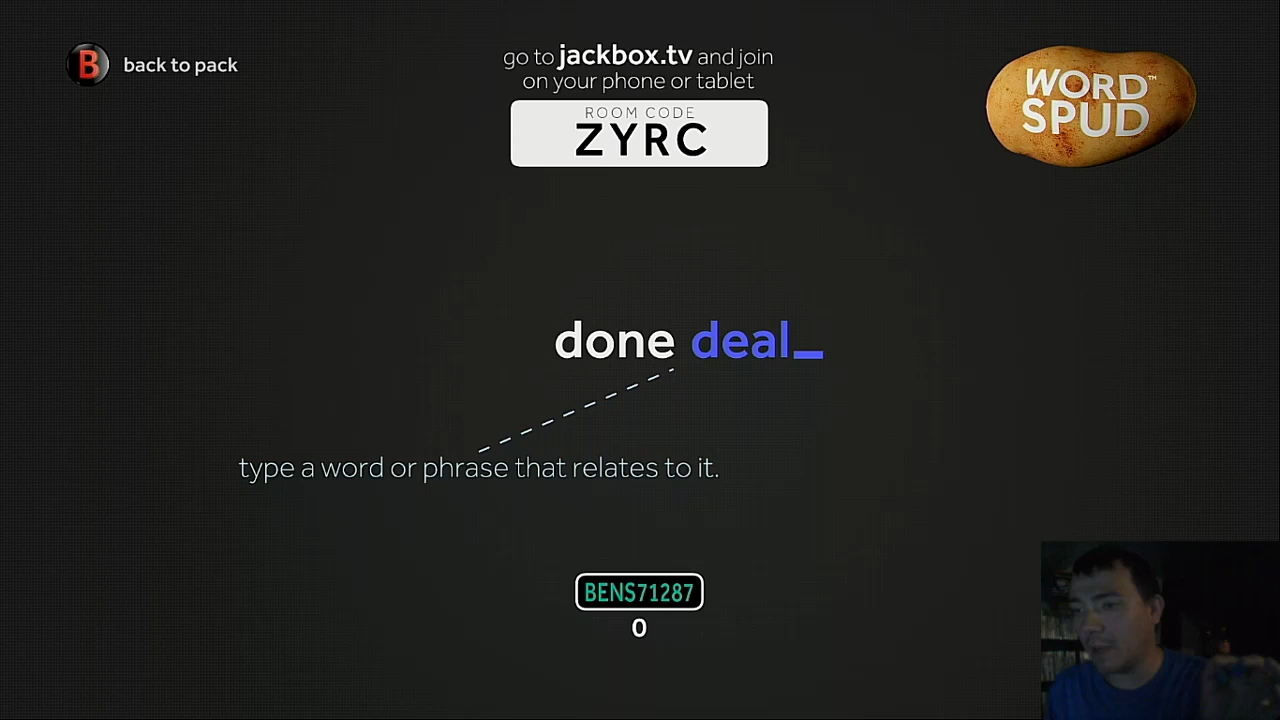 B back to pack
go to jackbox.tv and join
on your phone or tablet
ROOM CODE
ZYRC
WORD™
SPUD
done deal_
type a word or phrase that relates to it.
BENS71287
0